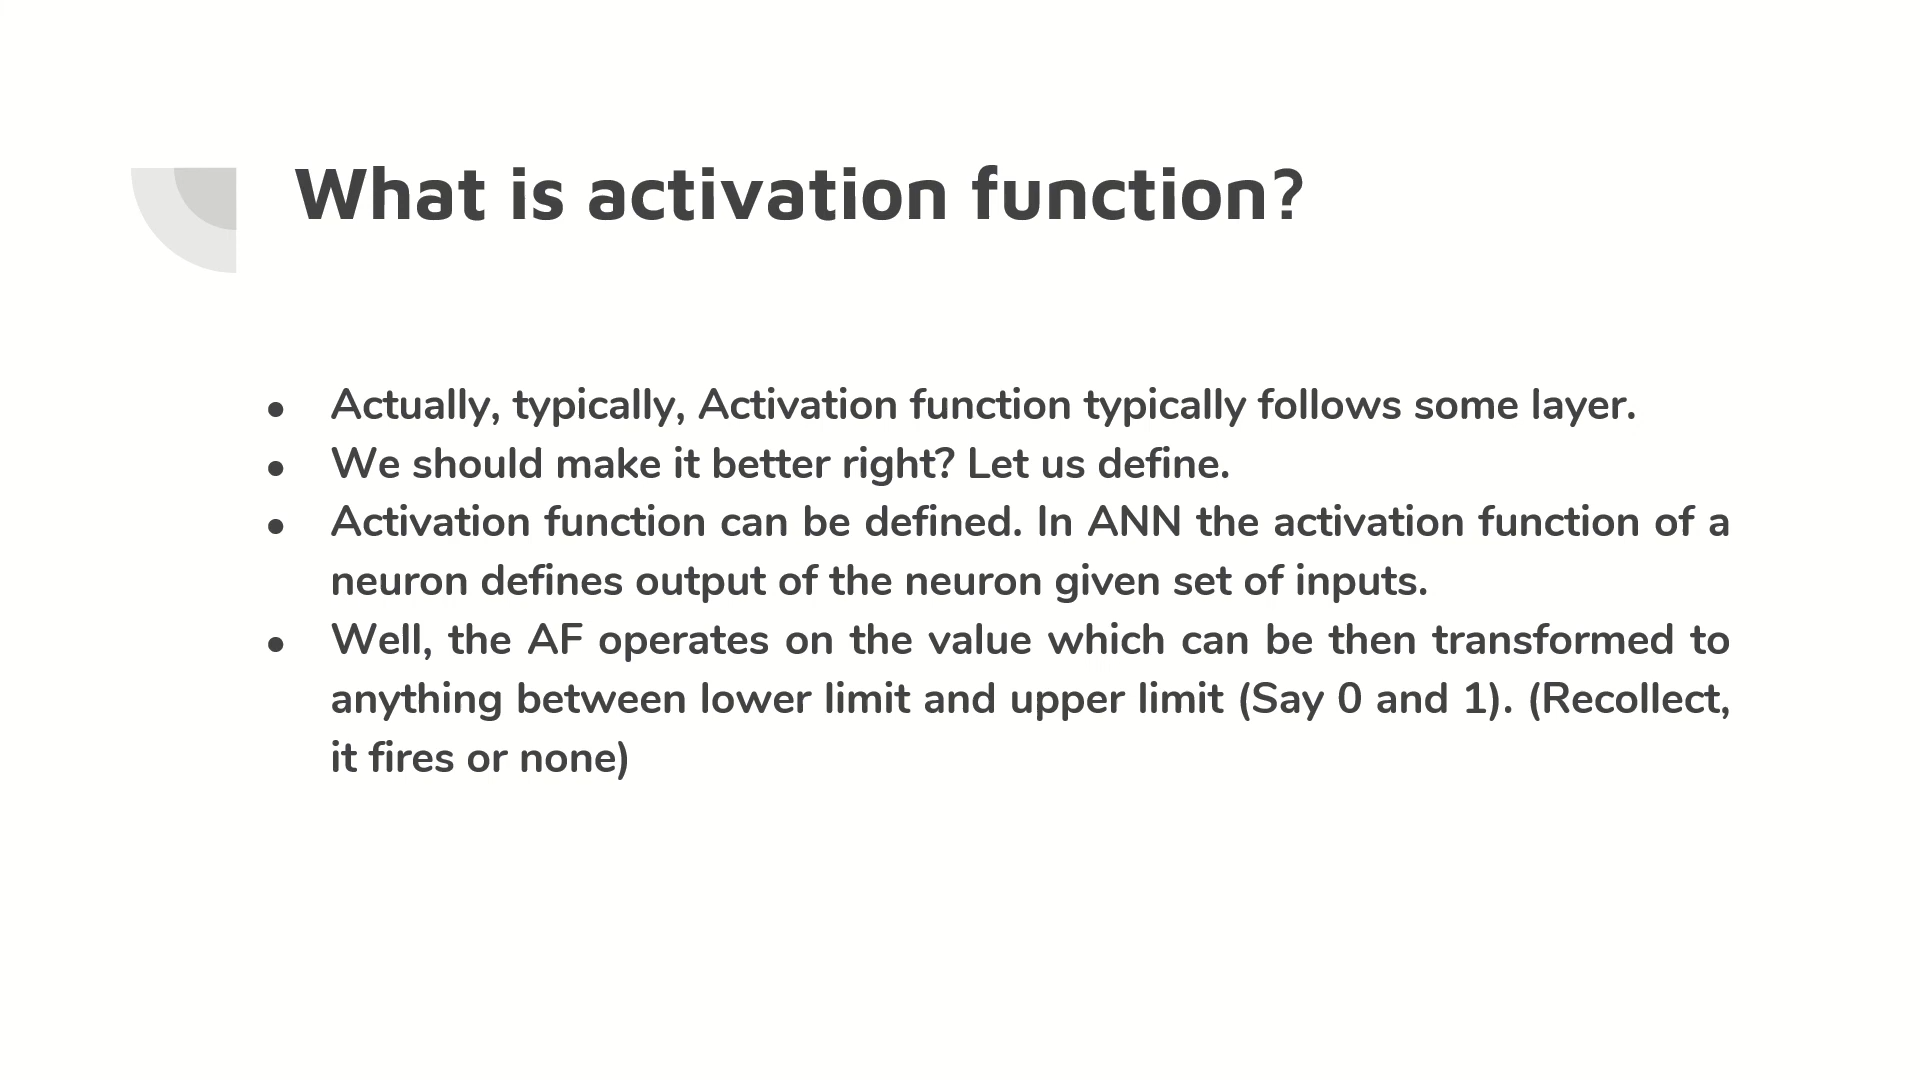 What is activation function?
● Actually, typically, Activation function typically follows some layer.
● We should make it better right? Let us define.
● Activation function can be defined. In ANN the activation function of a
neuron defines output of the neuron given set of inputs.
● Well, the AF operates on the value which can be then transformed to
anything between lower limit and upper limit (Say 0 and 1). (Recollect,
it fires or none)